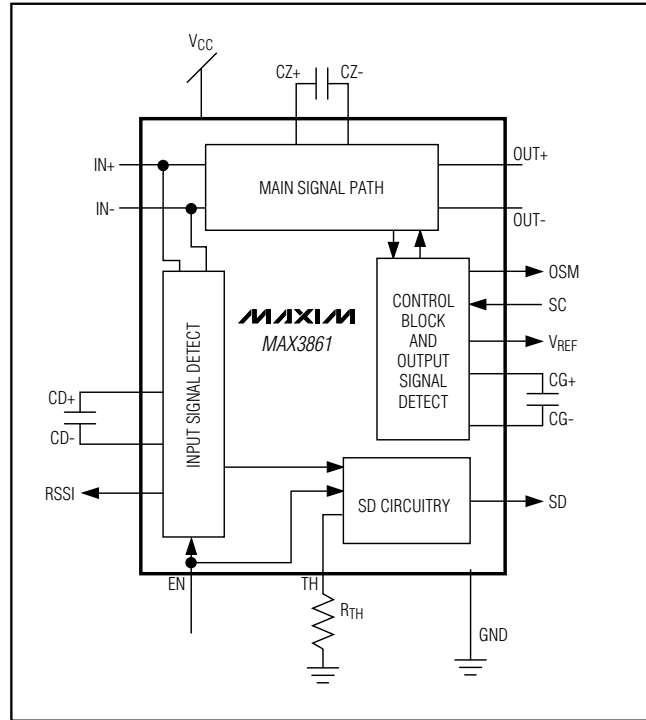 VCC
CZ+ CZ-
IN+
IN-
MAIN SIGNAL PATH
OUT+
OUT-
INPUT SIGNAL DETECT
MAXIM
MAX3861
CONTROL
BLOCK
AND
OUTPUT
SIGNAL
DETECT
OSM
SC
VREF
CG+
CG-
CD+
CD-
RSSI
SD CIRCUITRY
SD
EN
TH
RTH
GND